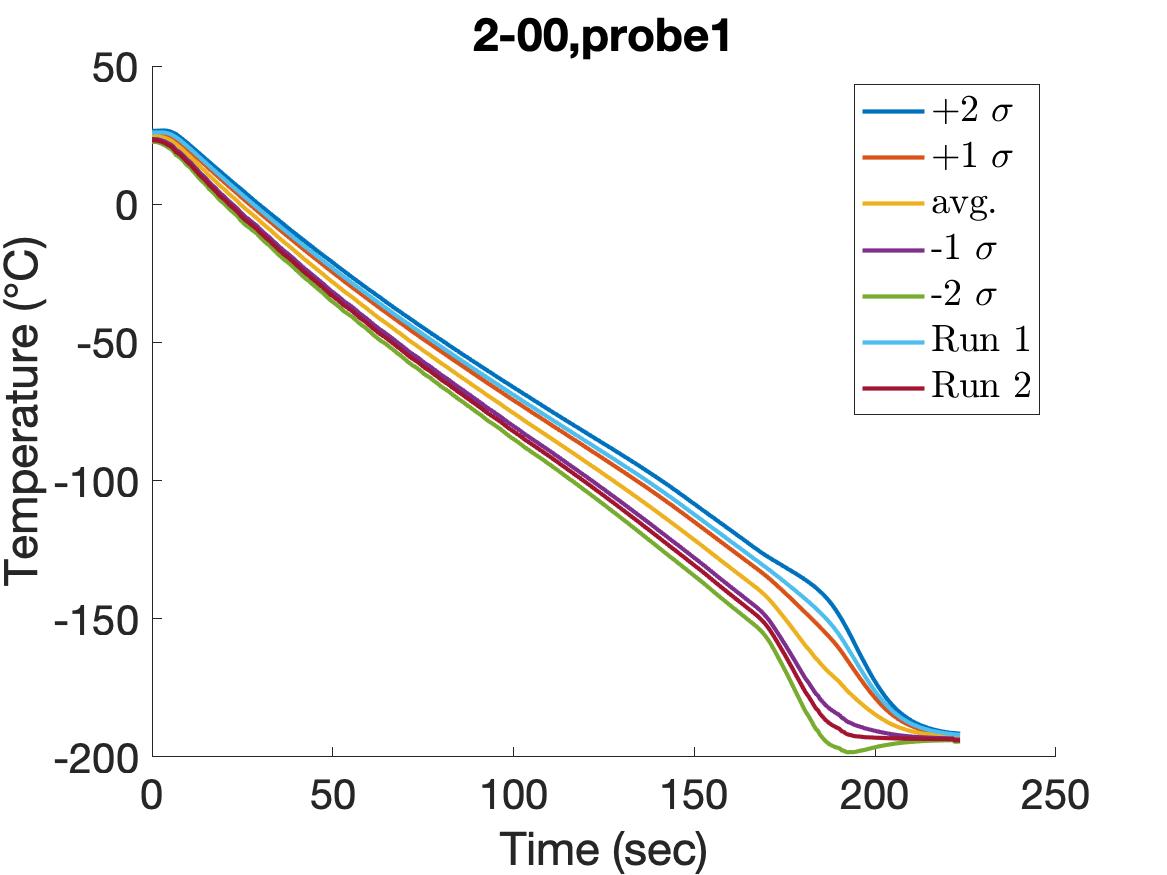 2-00,probe1
50
0
-50
-100
-150
-200
Temperature (°C)
0 50 100 150 200 250
Time (sec)
+2 σ
+1 σ
avg.
-1 σ
-2 σ
Run 1
Run 2